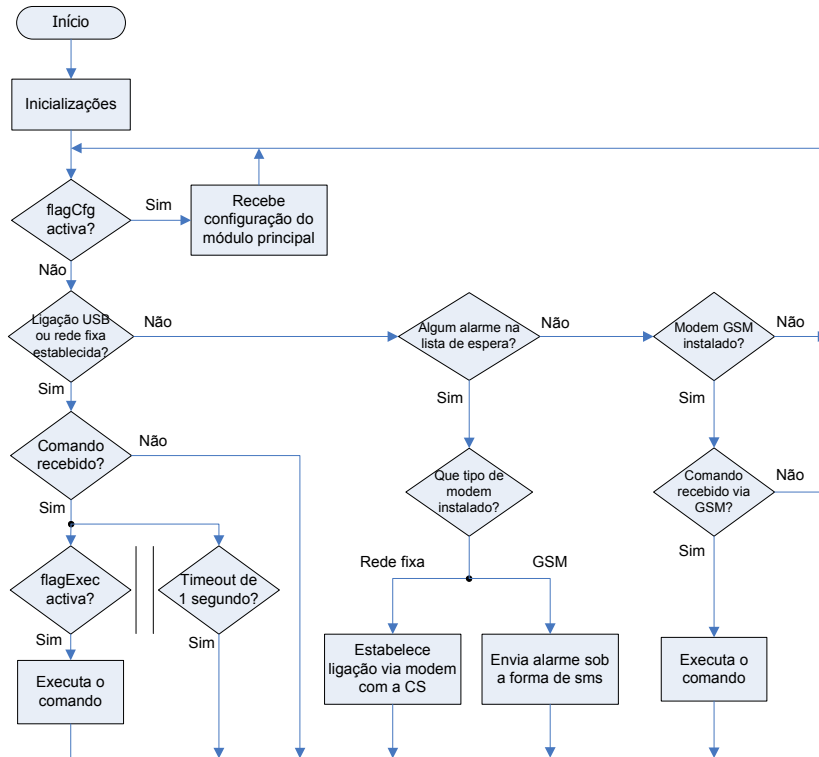 Início
Inicializações
flagCfg
activa?
Sim
Recebe
configuração do
módulo principal
Não
Ligação USB
ou rede fixa
establecida?
Não
Algum alarme na
lista de espera?
Não
Modem GSM
instalado?
Não
Sim
Sim
Sim
Comando
recebido?
Não
Que tipo de
modem
instalado?
Comando
recebido via
GSM?
Não
Sim
Sim
flagExec
activa?
Timeout de
1 segundo?
Rede fixa
GSM
Sim
Sim
Executa o
comando
Estabelece
ligação via modem
com a CS
Envia alarme sob
a forma de sms
Executa o
comando